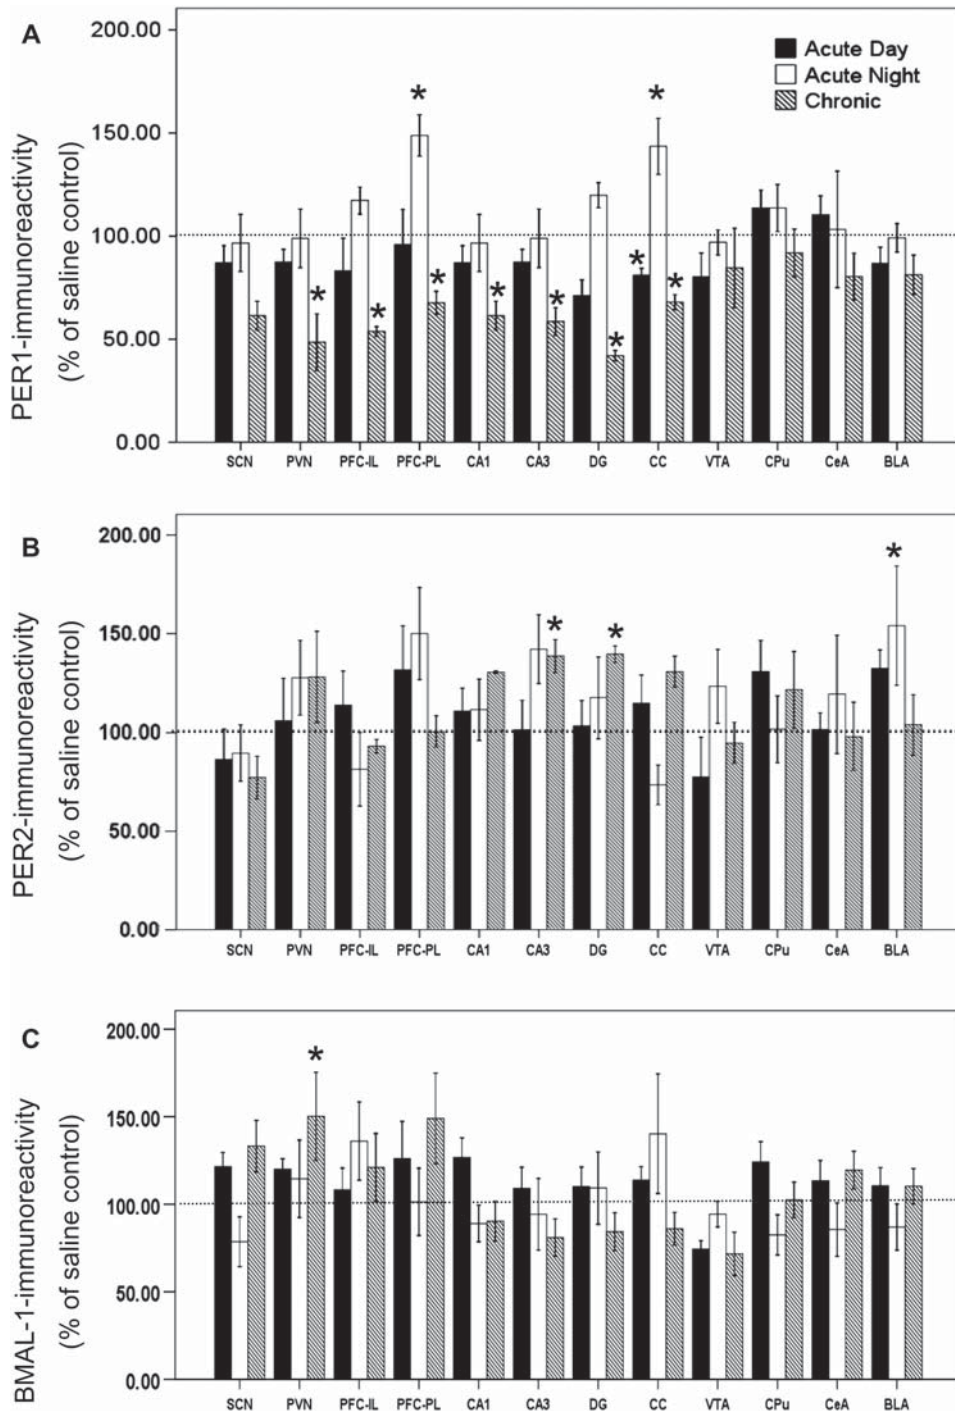 A
200.00
Acute Day
Acute Night
Chronic
* *
150.00
100.00
*
* * * * * * *
50.00
*
0.00
PER1-immunoreactivity
(% of saline control)
SCN PVN PFC-IL PFC-PL CA1 CA3 DG CC VTA CPu CeA BLA
B
200.00
*
150.00
* *
100.00
50.00
0.00
PER2-immunoreactivity
(% of saline control)
SCN PVN PFC-IL PFC-PL CA1 CA3 DG CC VTA CPu CeA BLA
C
200.00
*
150.00
100.00
50.00
0.00
BMAL-1-immunoreactivity
(% of saline control)
SCN PVN PFC-IL PFC-PL CA1 CA3 DG CC VTA CPu CeA BLA